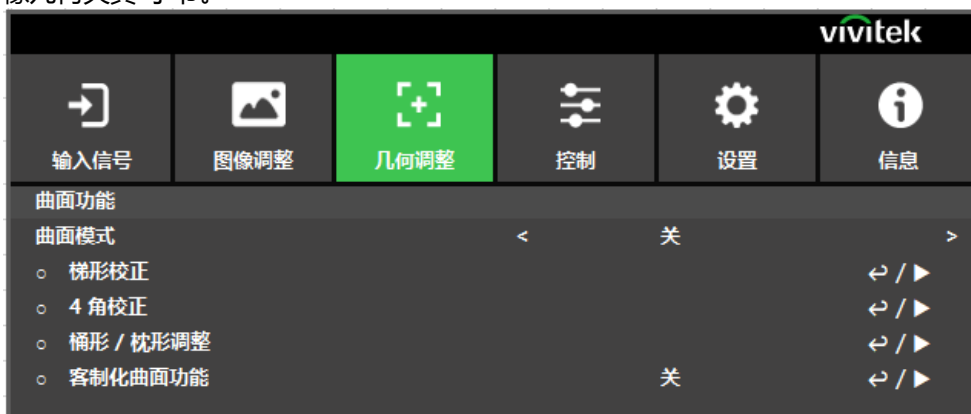 vivitek
输入信号 图像调整 几何调整 控制 设置 信息
曲面功能
曲面模式 < 关 >
○ 梯形校正 /
○ 4 角校正 /
○ 桶形 / 枕形调整 /
○ 客制化曲面功能 关 /